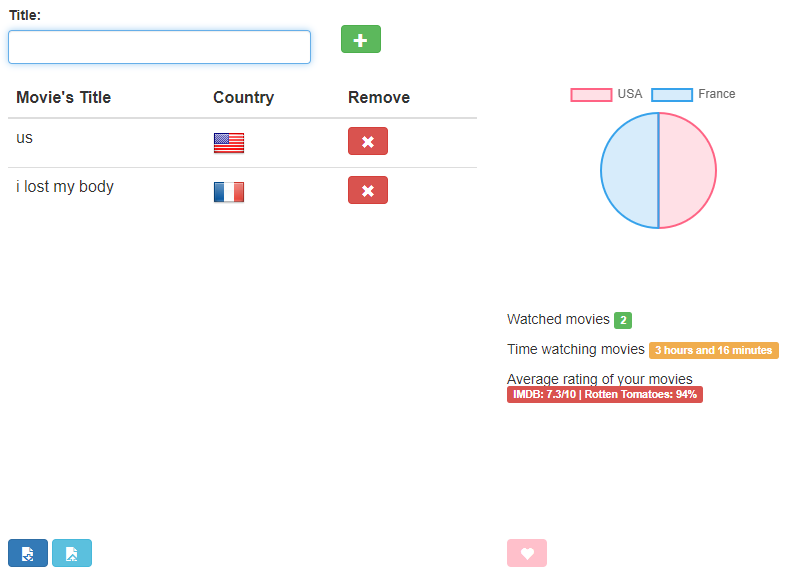 Title:
Movie's Title Country Remove
us
i lost my body
USA France
Watched movies 2
Time watching movies 3 hours and 16 minutes
Average rating of your movies
IMDB: 7.3/10 | Rotten Tomatoes: 94%